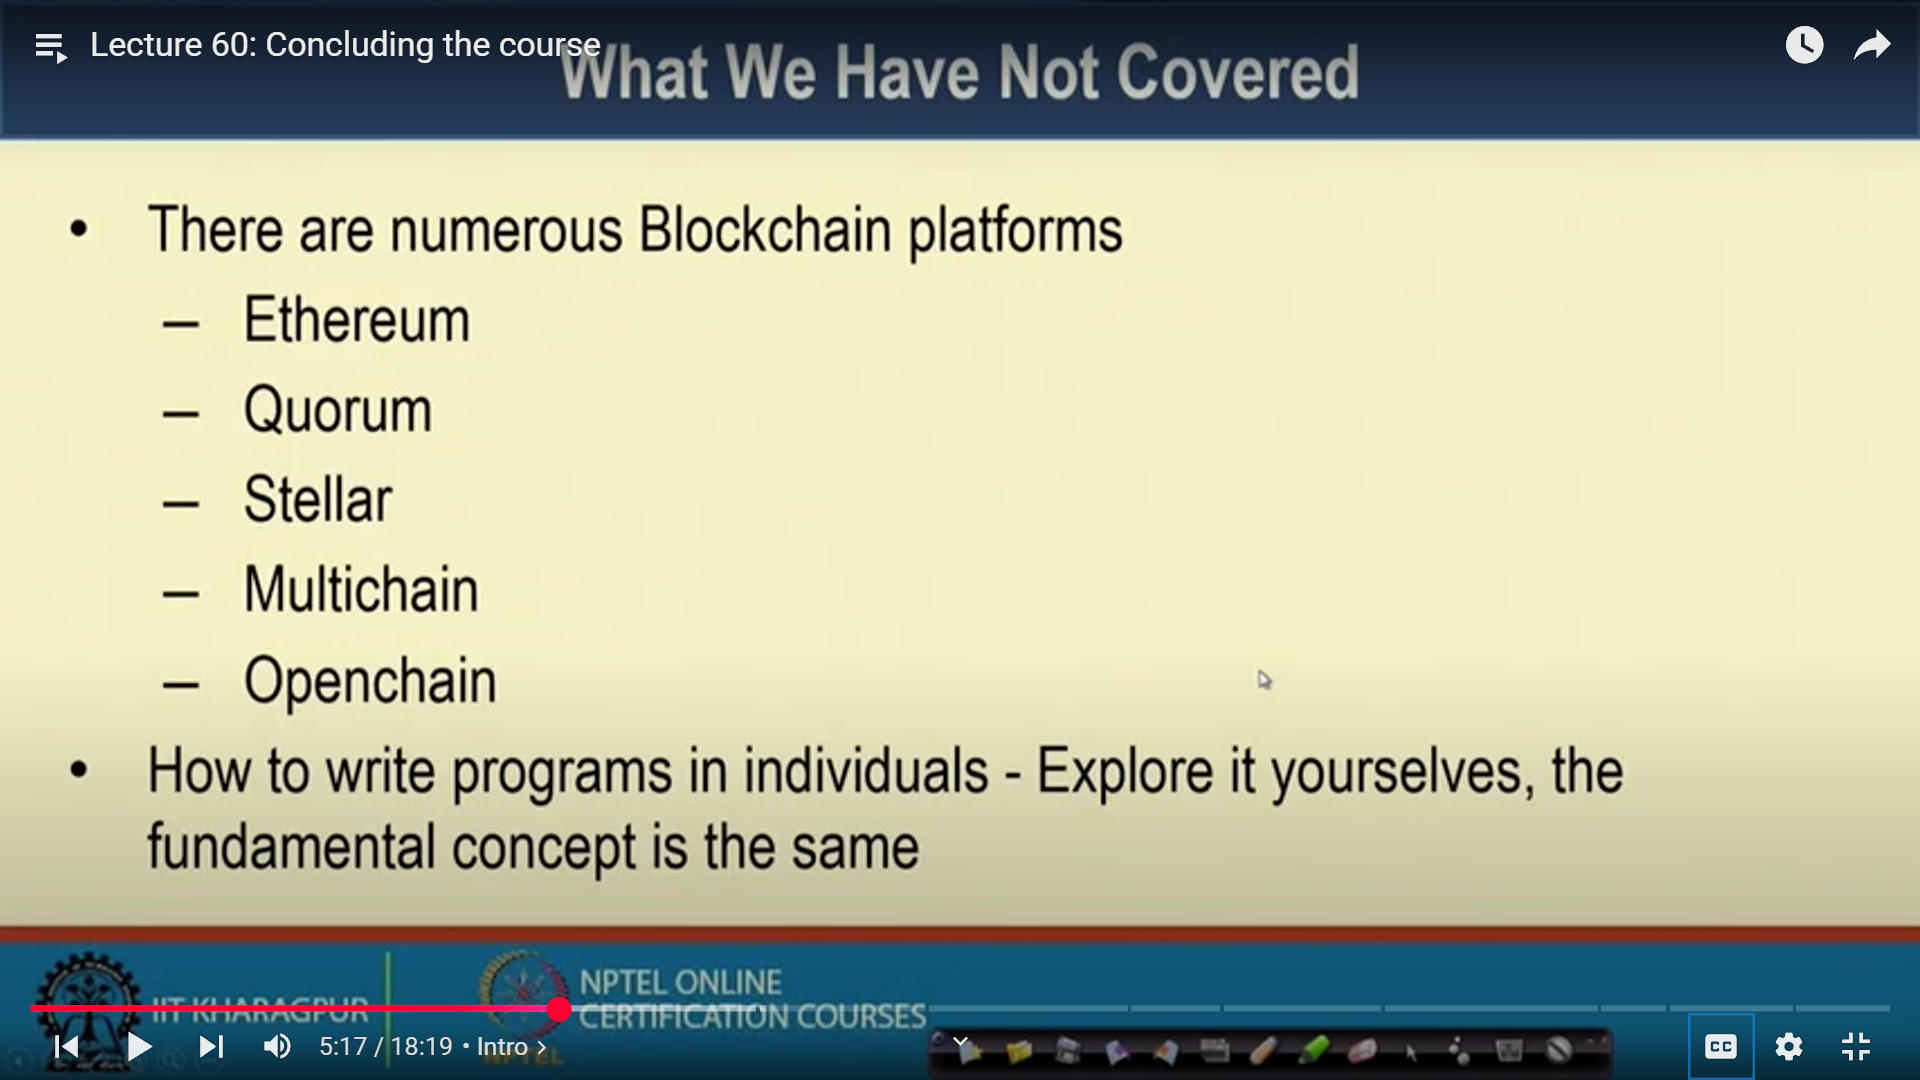 Lecture 60: Concluding the course
What We Have Not Covered
• There are numerous Blockchain platforms
– Ethereum
– Quorum
– Stellar
– Multichain
– Openchain
• How to write programs in individuals - Explore it yourselves, the
fundamental concept is the same
IIT KHARAGPUR
NPTEL ONLINE
CERTIFICATION COURSES
NPTEL
5:17 / 18:19 • Intro
CC